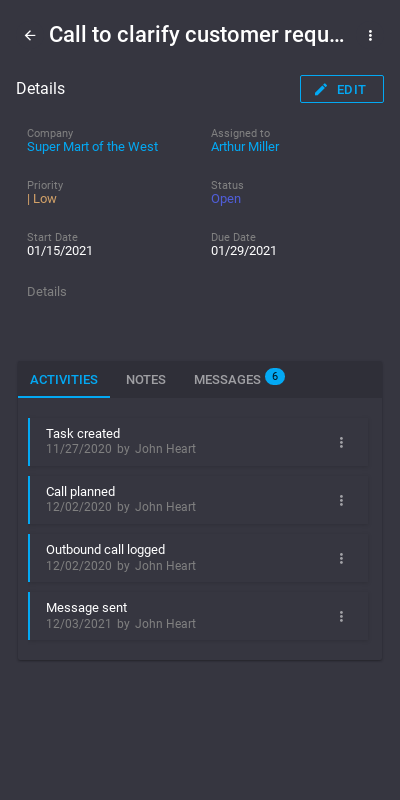 Call to clarify customer requ…
Details
EDIT
Company
Assigned to
Super Mart of the West
Arthur Miller
Priority
Status
| Low
Open
Start Date
Due Date
01/15/2021
01/29/2021
Details
ACTIVITIES
NOTES
MESSAGES
6
Task created
11/27/2020 by John Heart
Call planned
12/02/2020 by John Heart
Outbound call logged
12/02/2020 by John Heart
Message sent
12/03/2021 by John Heart